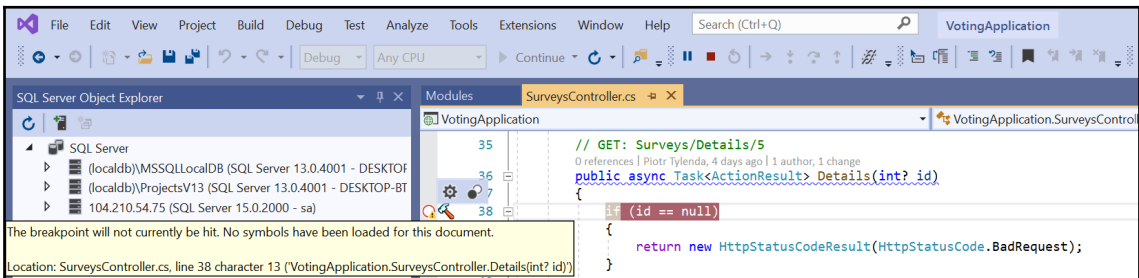 File Edit View Project Build Debug Test Analyze Tools Extensions Window Help Search (Ctrl+Q) VotingApplication
Debug Any CPU Continue
SQL Server Object Explorer
Modules SurveysController.cs
VotingApplication VotingApplication.SurveysControl
SQL Server
(localdb)\MSSQLLocalDB (SQL Server 13.0.4001 - DESKTOP
(localdb)\ProjectsV13 (SQL Server 13.0.4001 - DESKTOP-BT
104.210.54.75 (SQL Server 15.0.2000 - sa)
35 // GET: Surveys/Details/5
0 references | Piotr Tylenda, 4 days ago | 1 author, 1 change
36 public async Task<ActionResult> Details(int? id)
7 {
38 if (id == null)
{
return new HttpStatusCodeResult(HttpStatusCode.BadRequest);
}
The breakpoint will not currently be hit. No symbols have been loaded for this document.
Location: SurveysController.cs, line 38 character 13 ('VotingApplication.SurveysController.Details(int? id)')